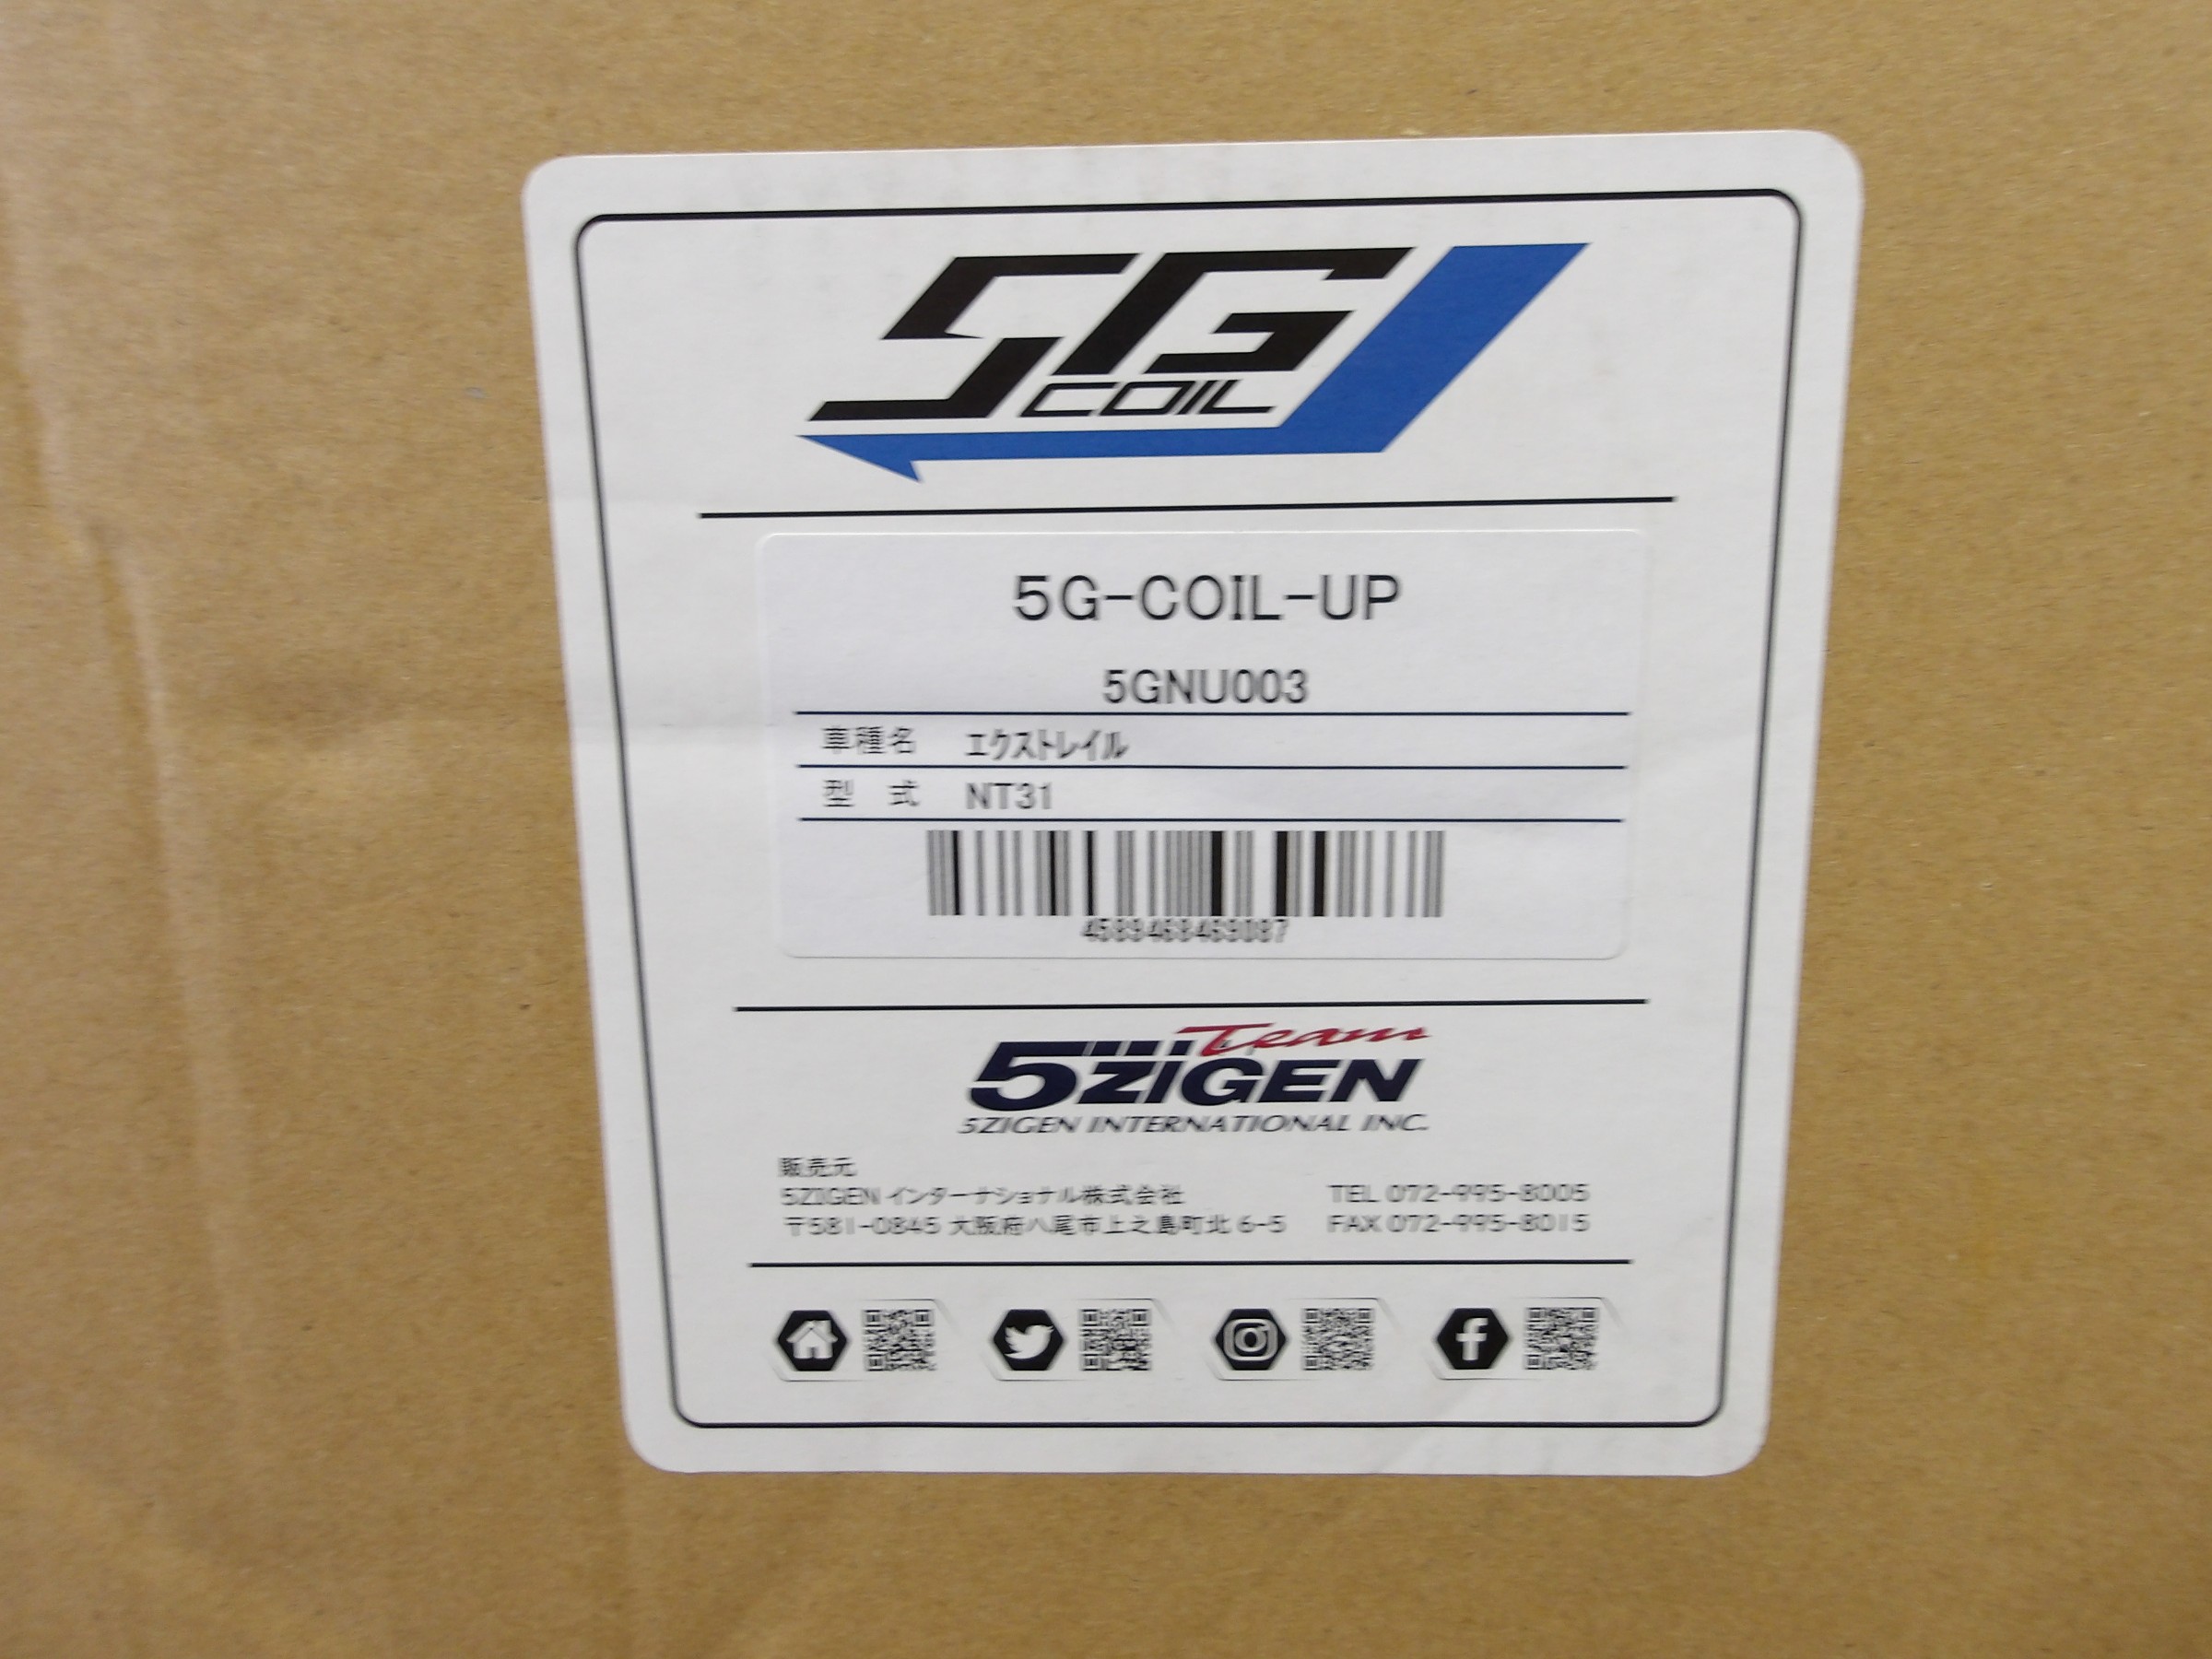 5G
COIL
5G-COIL-UP
5GNU003
車種名 エクストレイル
型 式 NT31
Team
5ZIGEN
5ZIGEN INTERNATIONAL INC.
販売元
5ZIGEN インターナショナル株式会社 TEL 072-995-8005
〒581-0845 大阪府八尾市上之島町北 6-5 FAX 072-995-8015